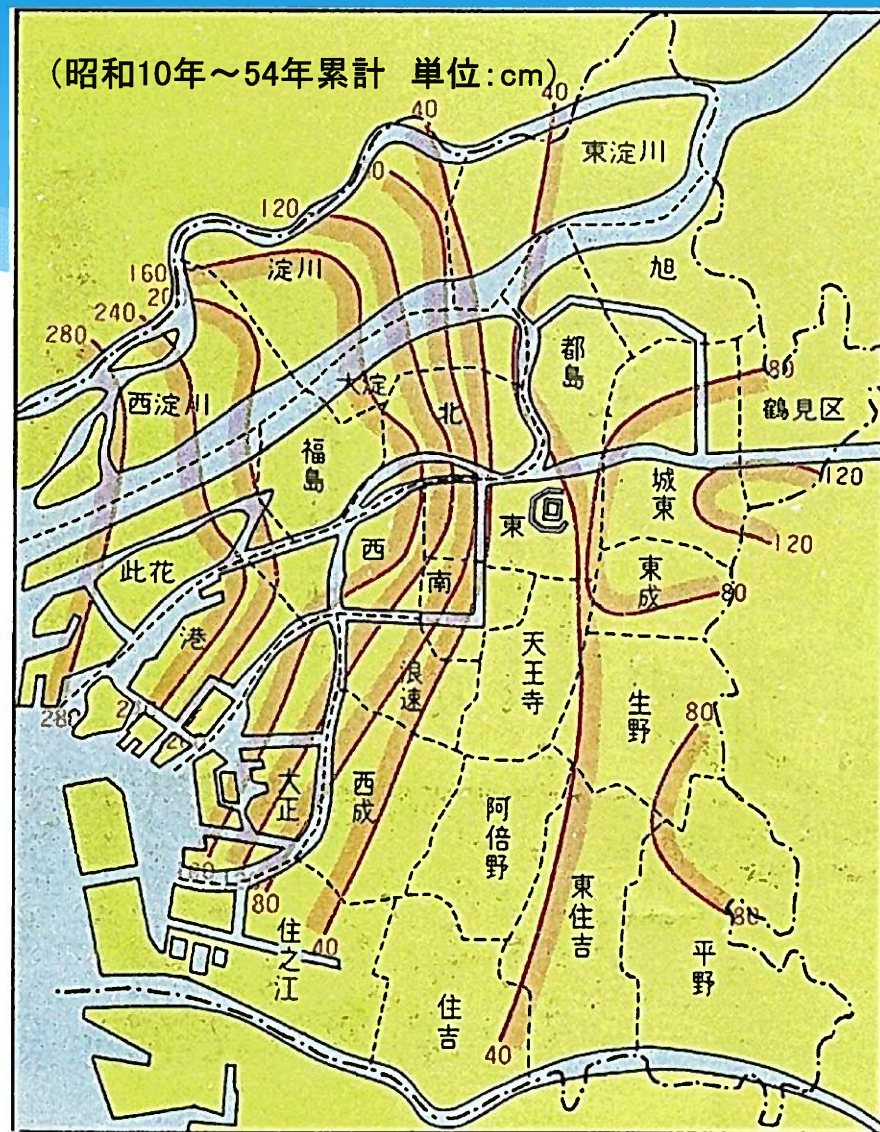 (昭和10年～54年累計 単位:cm)
40
40
東淀川
120
淀川
旭
160
20
240
280
都島
80
大淀
西淀川
北
鶴見区
福島
城東
120
東
西
120
此花
南
東成
80
港
天王寺
浪速
生野
80
28
大正
西成
阿倍野
80
東住吉
80
住之江
40
平野
住吉
40